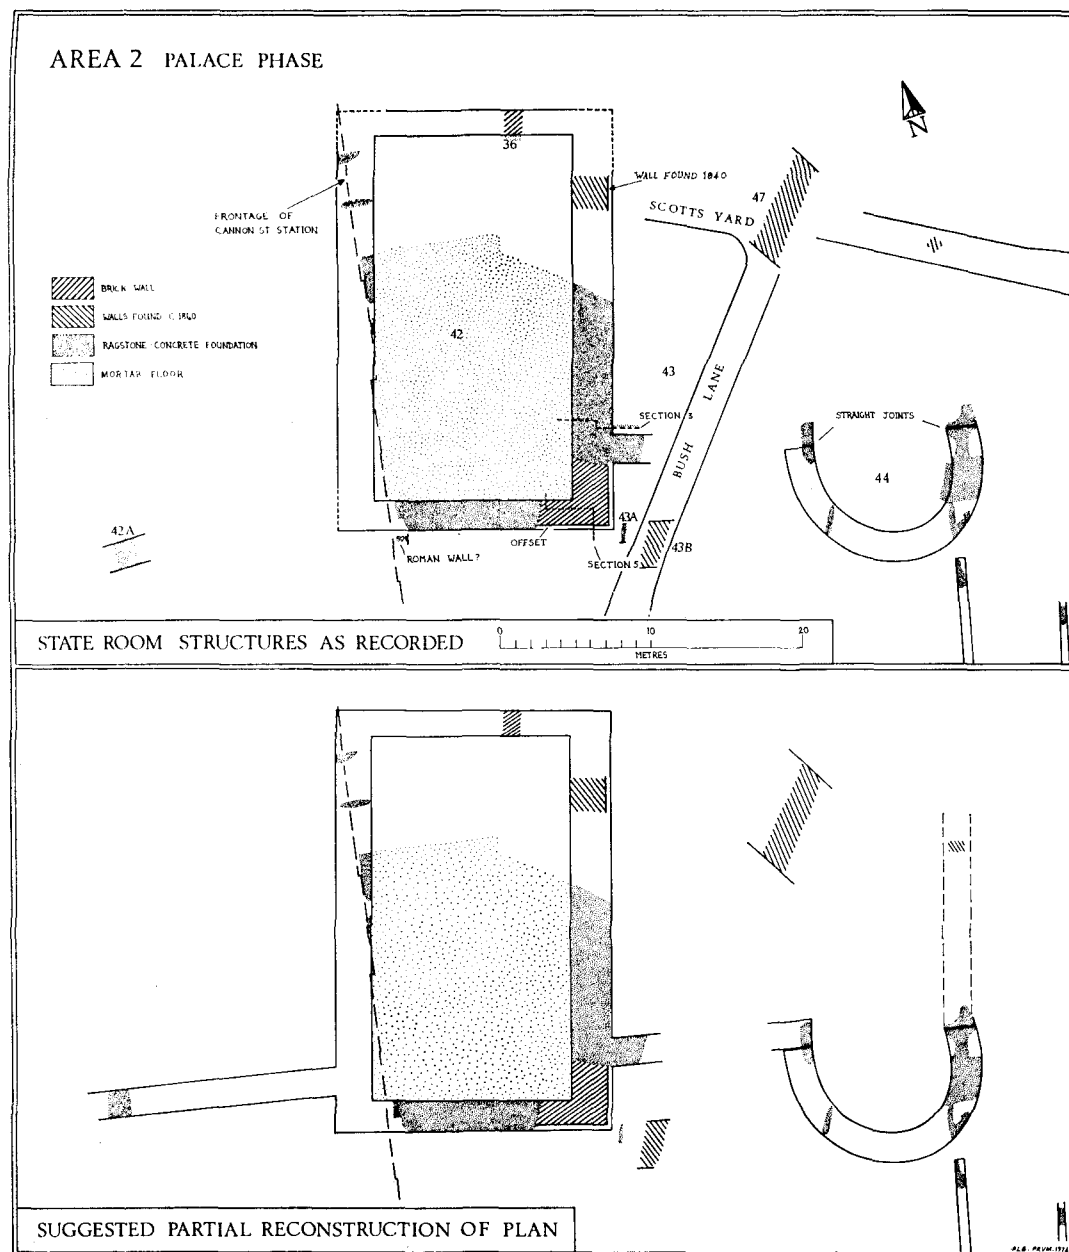 AREA 2 PALACE PHASE
N
36
WALL FOUND 1840
47
SCOTTS YARD
FRONTAGE OF
CANNON ST STATION
BRICK WALL
WALLS FOUND C 1840
RAGSTONE CONCRETE FOUNDATION
MORTAR FLOOR
42
43
BUSH LANE
SECTION 3
STRAIGHT JOINTS
44
42A
ROMAN WALL?
OFFSET
43A
43B
SECTION 5
STATE ROOM STRUCTURES AS RECORDED
0 10 20
METRES
SUGGESTED PARTIAL RECONSTRUCTION OF PLAN